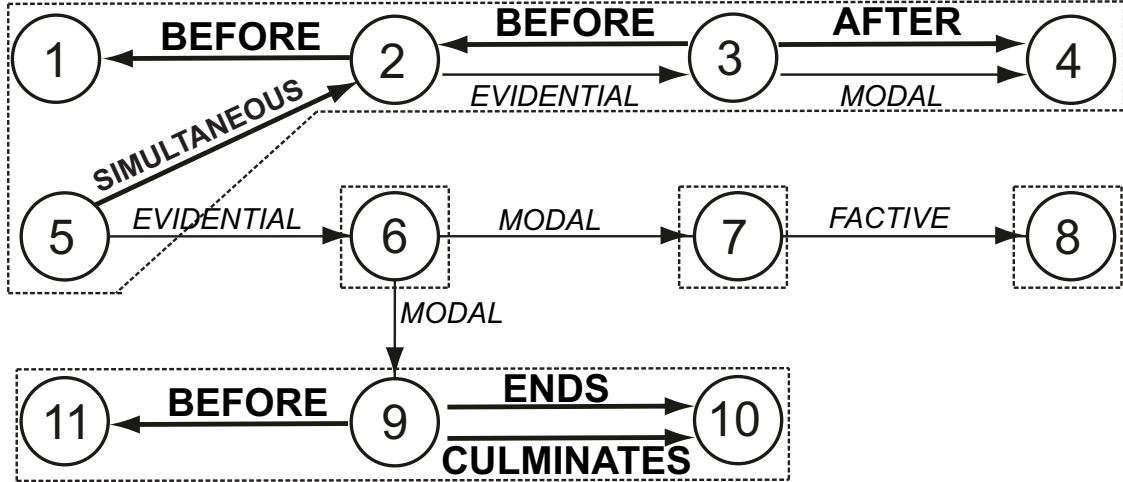 BEFORE BEFORE AFTER
1 2 3 4
EVIDENTIAL MODAL
SIMULTANEOUS
EVIDENTIAL MODAL FACTIVE
5 6 7 8
MODAL
BEFORE ENDS
11 9 10
CULMINATES